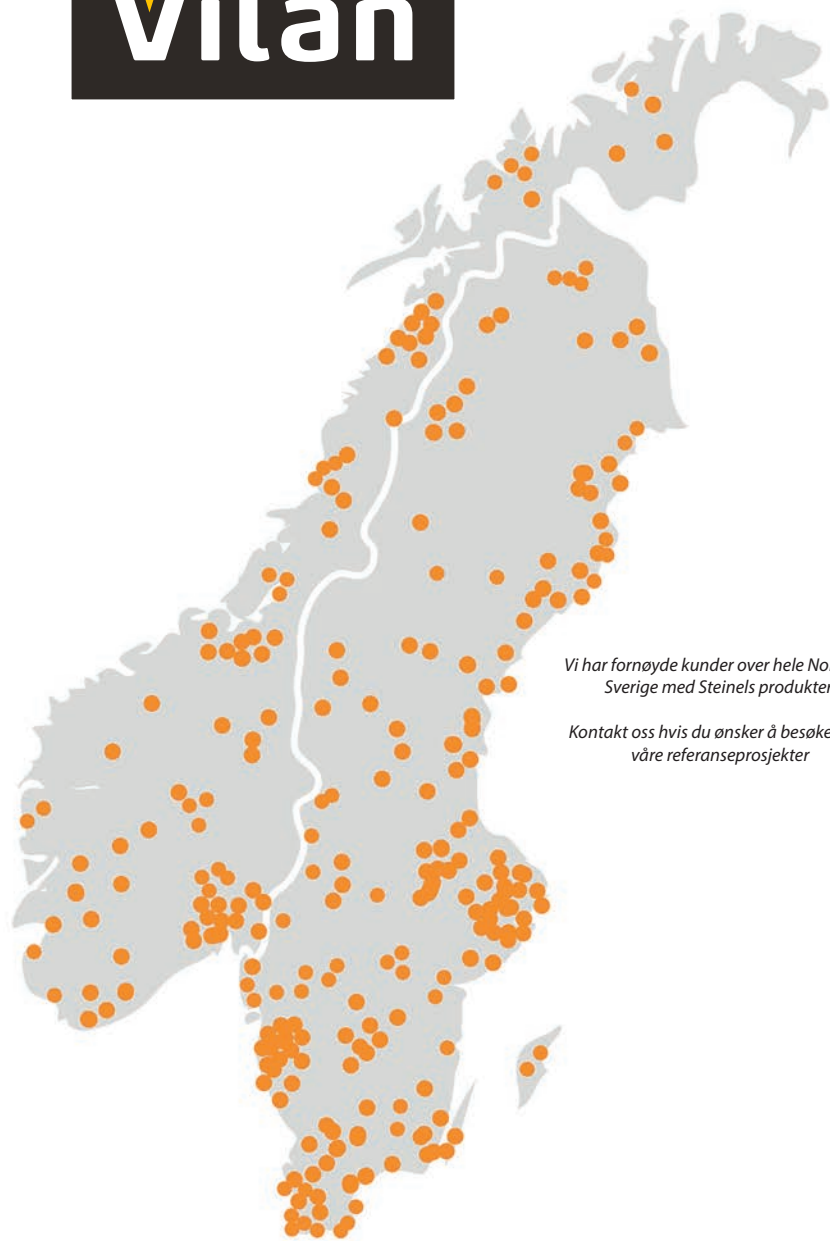 Vilan
Vi har fornøyde kunder over hele No
Sverige med Steinels produkter
Kontakt oss hvis du ønsker å besøke
våre referanseprosjekter